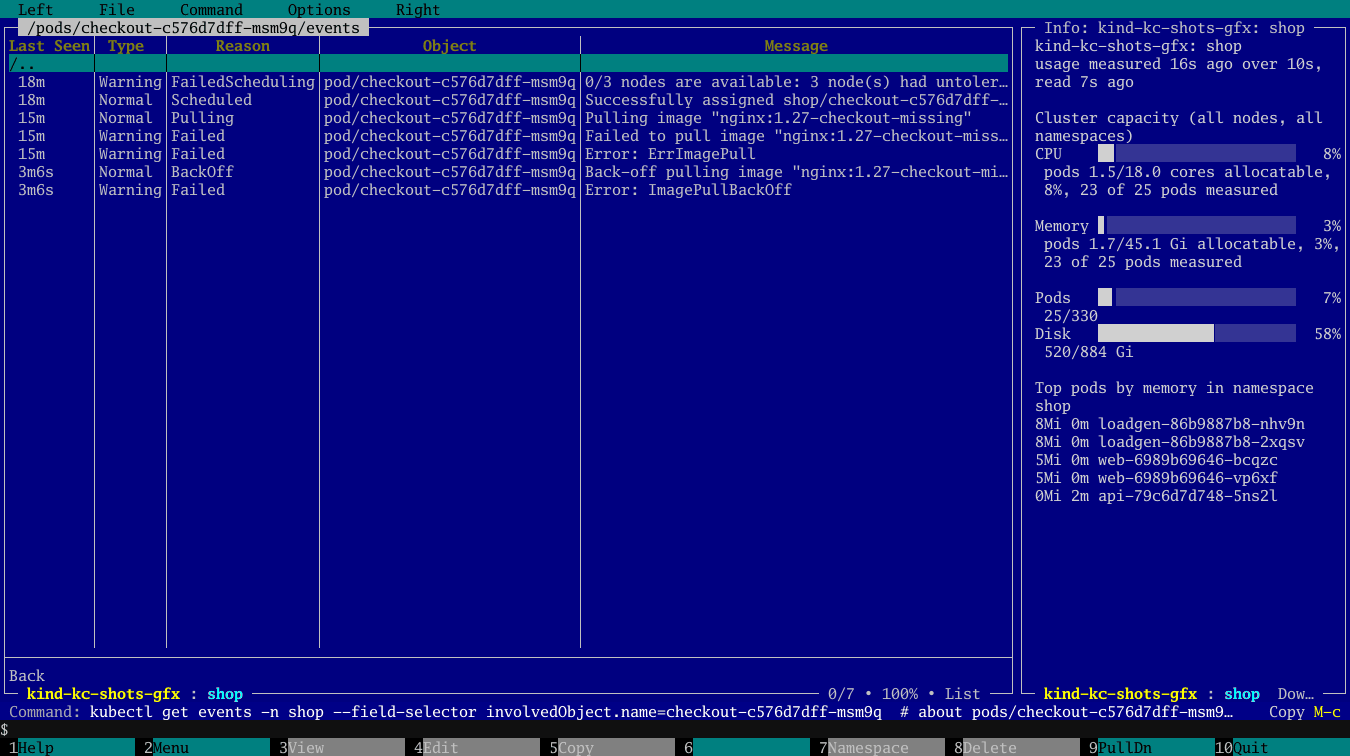 Left File Command Options Right
/pods/checkout-c576d7dff-msm9q/events
Last Seen Type Reason Object Message
/..
18m Warning FailedScheduling pod/checkout-c576d7dff-msm9q 0/3 nodes are available: 3 node(s) had untoler…
18m Normal Scheduled pod/checkout-c576d7dff-msm9q Successfully assigned shop/checkout-c576d7dff-…
15m Normal Pulling pod/checkout-c576d7dff-msm9q Pulling image "nginx:1.27-checkout-missing"
15m Warning Failed pod/checkout-c576d7dff-msm9q Failed to pull image "nginx:1.27-checkout-miss…
15m Warning Failed pod/checkout-c576d7dff-msm9q Error: ErrImagePull
3m6s Normal BackOff pod/checkout-c576d7dff-msm9q Back-off pulling image "nginx:1.27-checkout-mi…
3m6s Warning Failed pod/checkout-c576d7dff-msm9q Error: ImagePullBackOff
Back
kind-kc-shots-gfx : shop 0/7 • 100% • List
Info: kind-kc-shots-gfx: shop
kind-kc-shots-gfx: shop
usage measured 16s ago over 10s,
read 7s ago
Cluster capacity (all nodes, all
namespaces)
CPU 8%
pods 1.5/18.0 cores allocatable,
8%, 23 of 25 pods measured
Memory 3%
pods 1.7/45.1 Gi allocatable, 3%,
23 of 25 pods measured
Pods 7%
25/330
Disk 58%
520/884 Gi
Top pods by memory in namespace
shop
8Mi 0m loadgen-86b9887b8-nhv9n
8Mi 0m loadgen-86b9887b8-2xqsv
5Mi 0m web-6989b69646-bcqzc
5Mi 0m web-6989b69646-vp6xf
0Mi 2m api-79c6d7d748-5ns2l
kind-kc-shots-gfx : shop Dow…
Command: kubectl get events -n shop --field-selector involvedObject.name=checkout-c576d7dff-msm9q # about pods/checkout-c576d7dff-msm9… Copy M-c
$
1Help 2Menu 3View 4Edit 5Copy 6 7Namespace 8Delete 9PullDn 10Quit